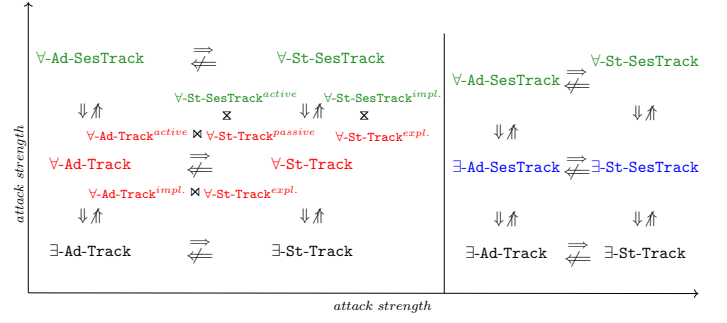 ∀-Ad-SesTrack ⇒ ⇍ ∀-St-SesTrack
∀-St-SesTrack^active ∀-St-SesTrack^impl.
⇓ ⇑̸ ⧖ ⇓ ⇑̸ ⧖
∀-Ad-Track^active ⋈ ∀-St-Track^passive ∀-St-Track^expl.
∀-Ad-Track ⇒ ⇍ ∀-St-Track
∀-Ad-Track^impl. ⋈ ∀-St-Track^expl.
⇓ ⇑̸ ⇓ ⇑̸
∃-Ad-Track ⇒ ⇍ ∃-St-Track
∀-Ad-SesTrack ⇒ ⇍ ∀-St-SesTrack
⇓ ⇑̸ ⇓ ⇑̸
∃-Ad-SesTrack ⇒ ⇍ ∃-St-SesTrack
⇓ ⇑̸ ⇓ ⇑̸
∃-Ad-Track ⇒ ⇍ ∃-St-Track
attack strength
attack strength